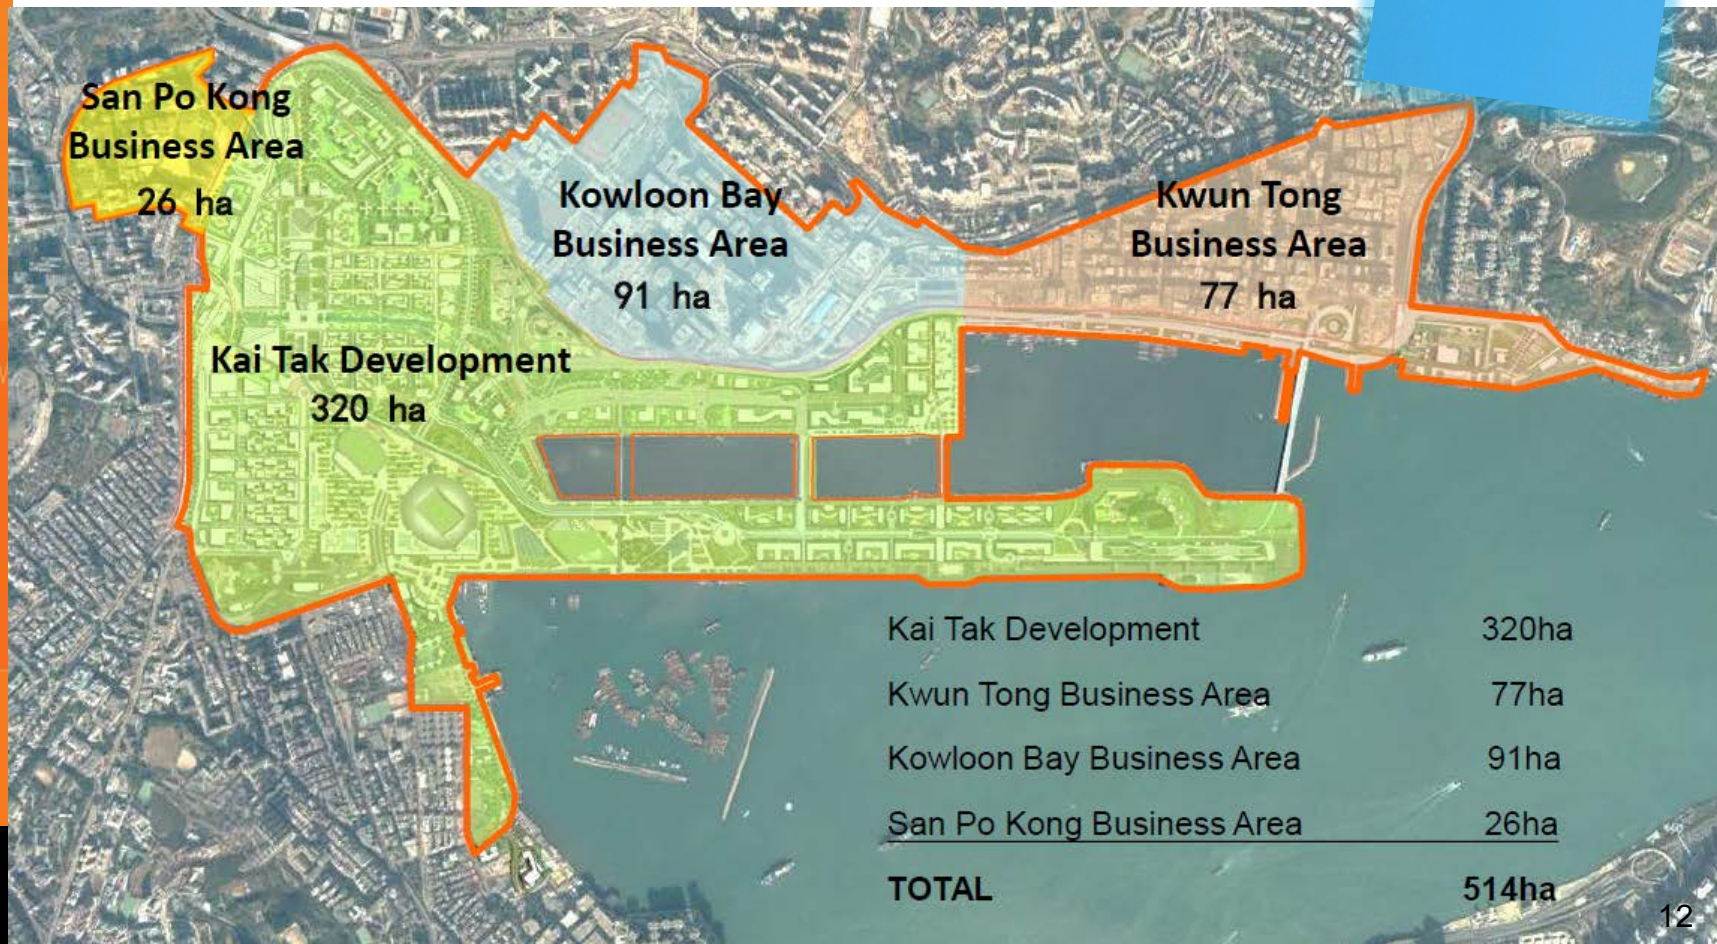 San Po Kong
Business Area
26 ha
Kowloon Bay
Business Area
91 ha
Kwun Tong
Business Area
77 ha
Kai Tak Development
320 ha
Kai Tak Development 320ha
Kwun Tong Business Area 77ha
Kowloon Bay Business Area 91ha
San Po Kong Business Area 26ha
TOTAL 514ha
12